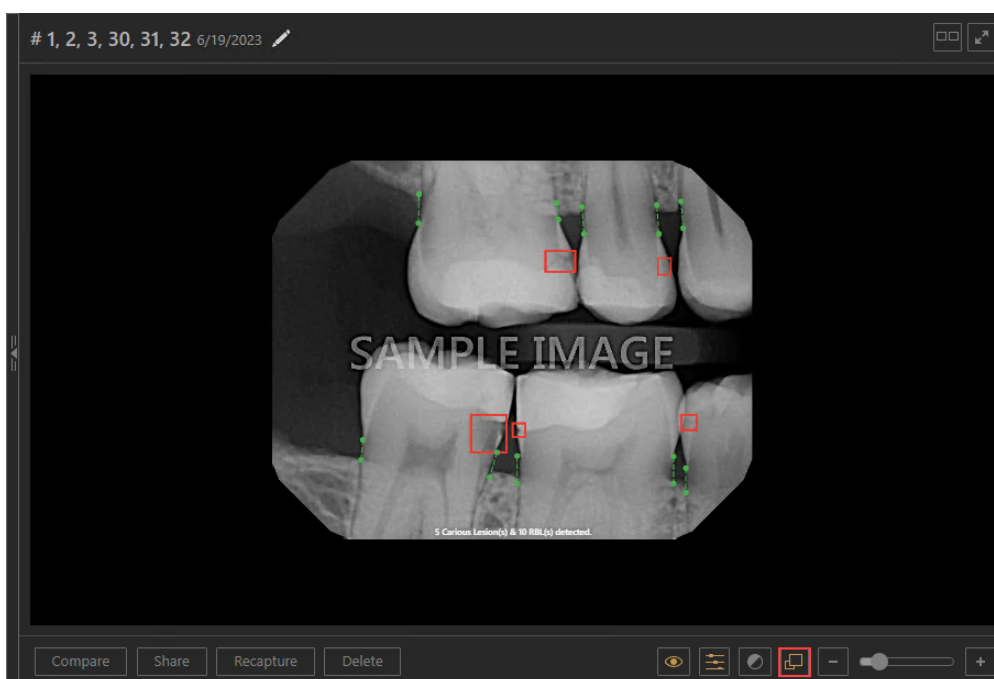 # 1, 2, 3, 30, 31, 32 6/19/2023
SAMPLE IMAGE
5 Carious Lesion(s) & 10 RBL(s) detected.
Compare Share Recapture Delete